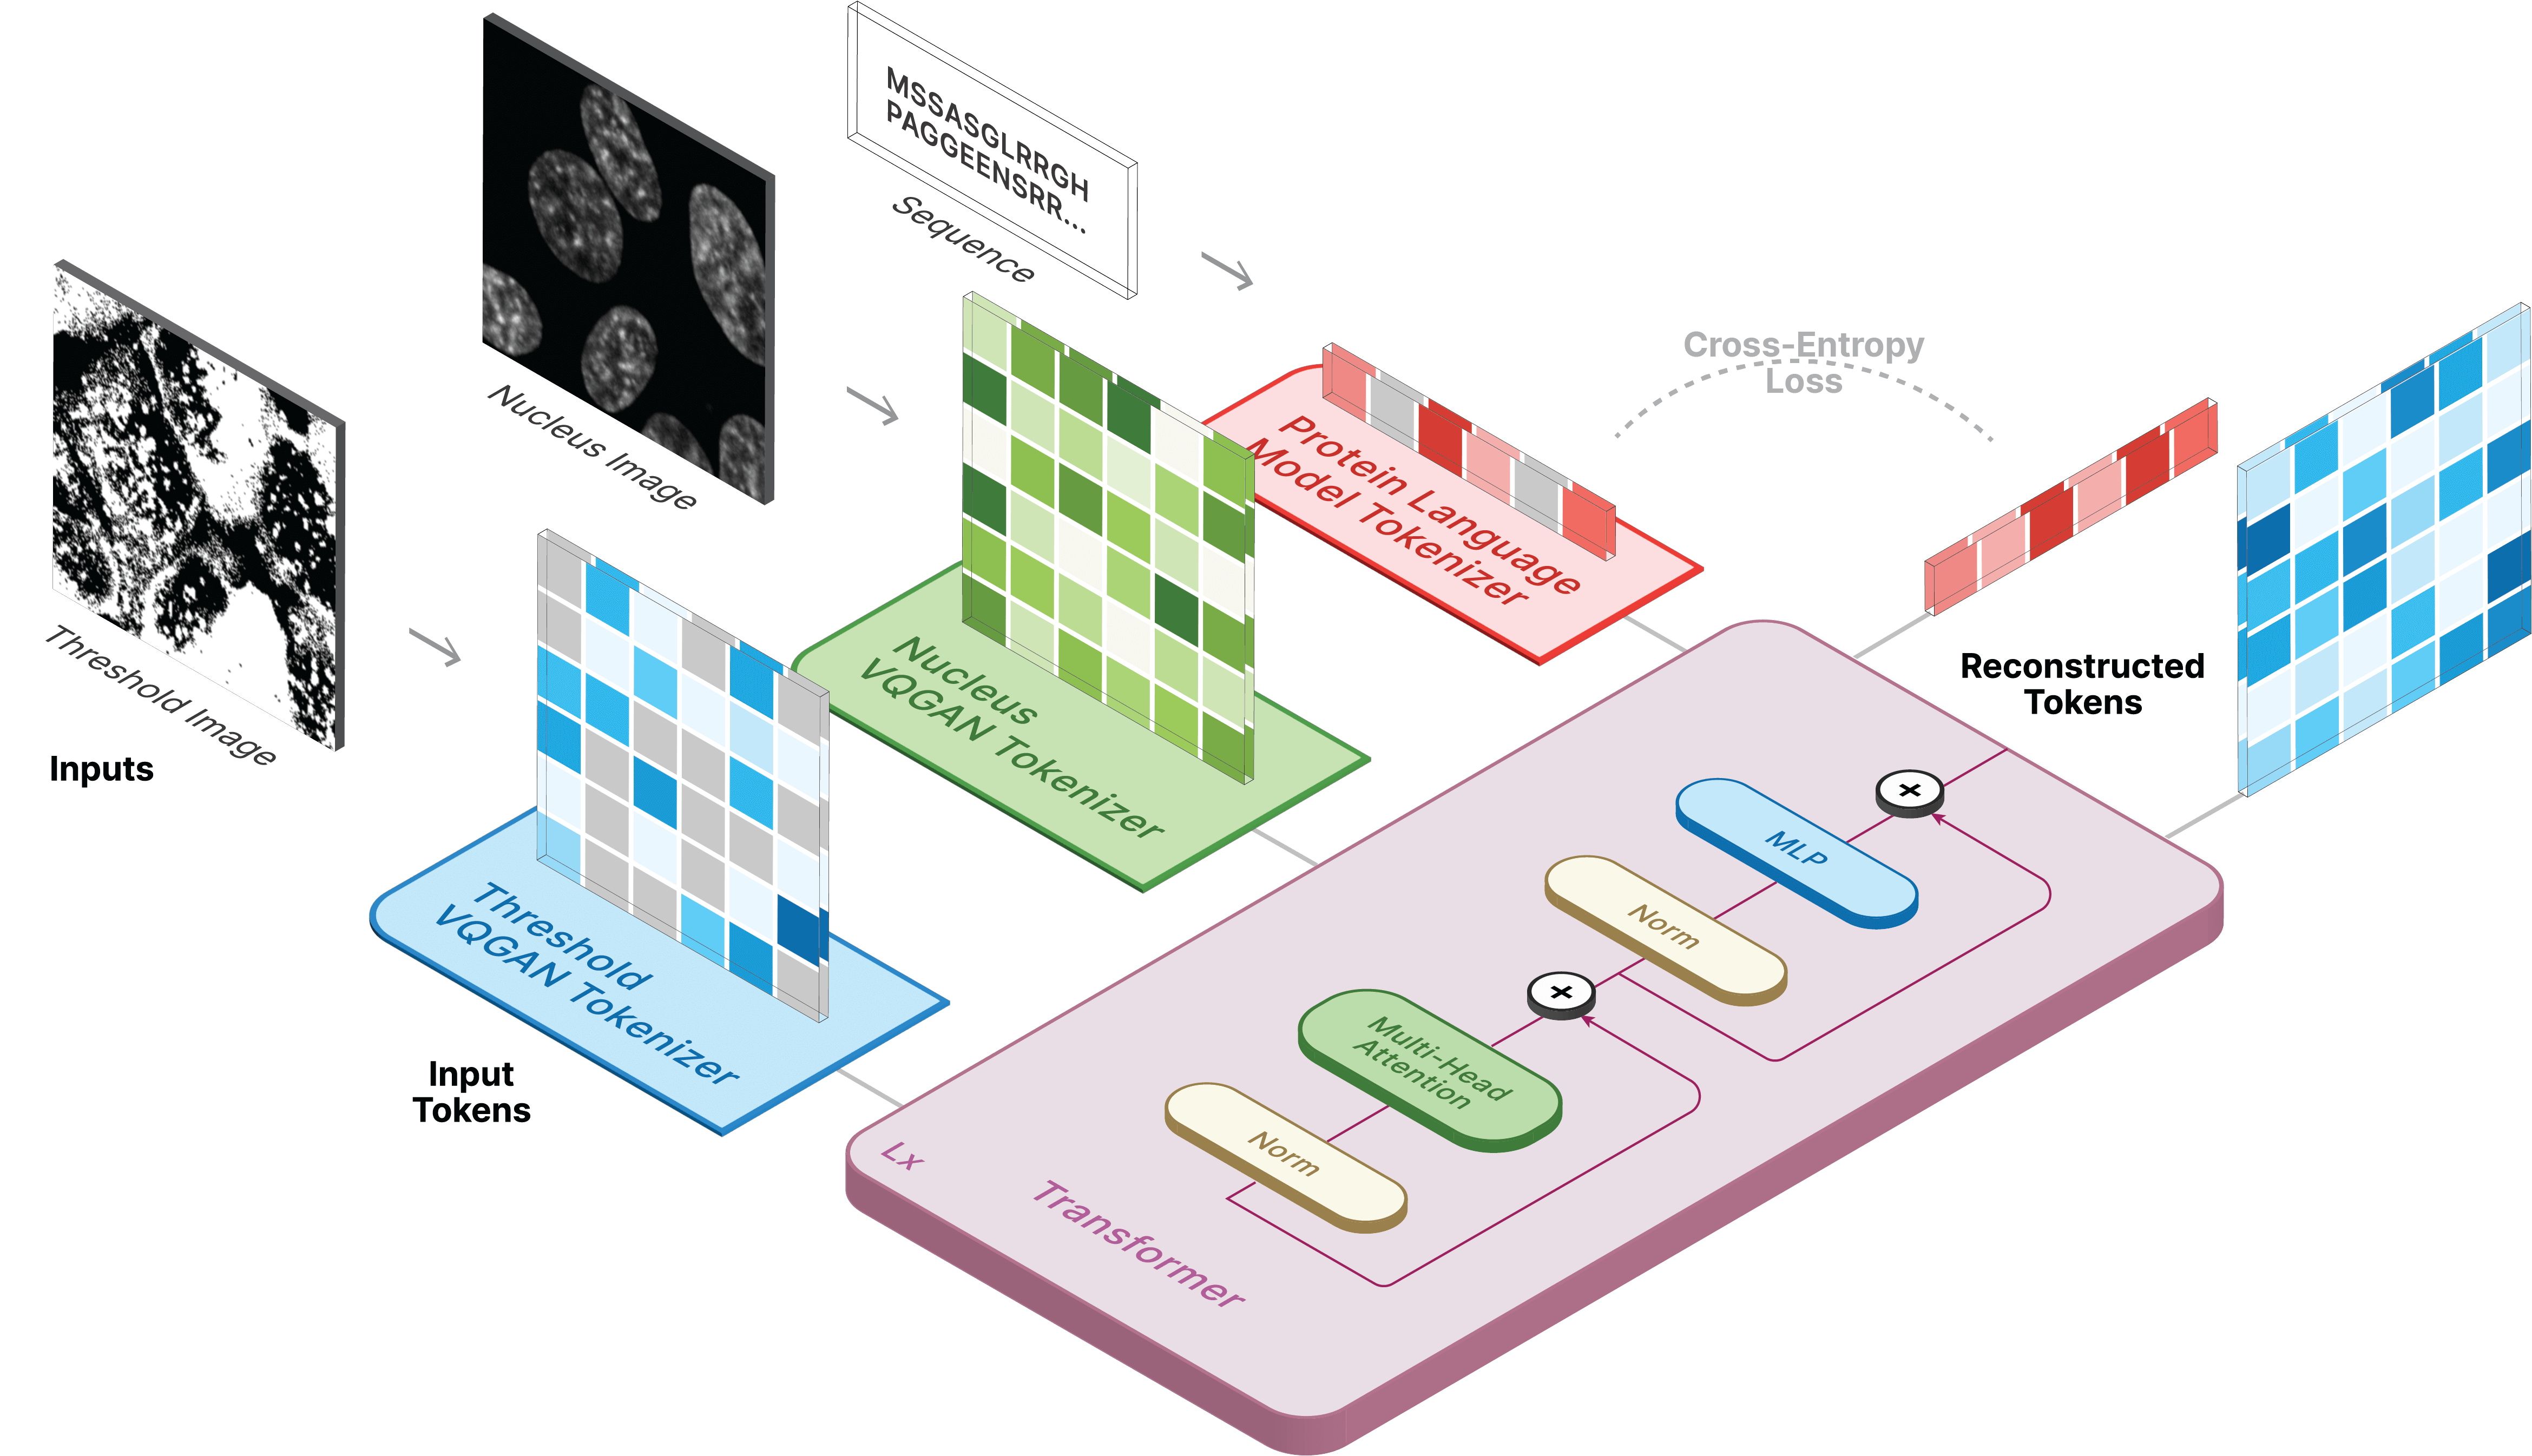 MSSASGLRRGH
PAGGEENSRR...
Sequence
Nucleus Image
Threshold Image
Inputs
Cross-Entropy
Loss
Protein Language
Model Tokenizer
Nucleus
VQGAN Tokenizer
Threshold
VQGAN Tokenizer
Input
Tokens
Reconstructed
Tokens
MLP
Norm
Multi-Head
Attention
Norm
Lx
Transformer